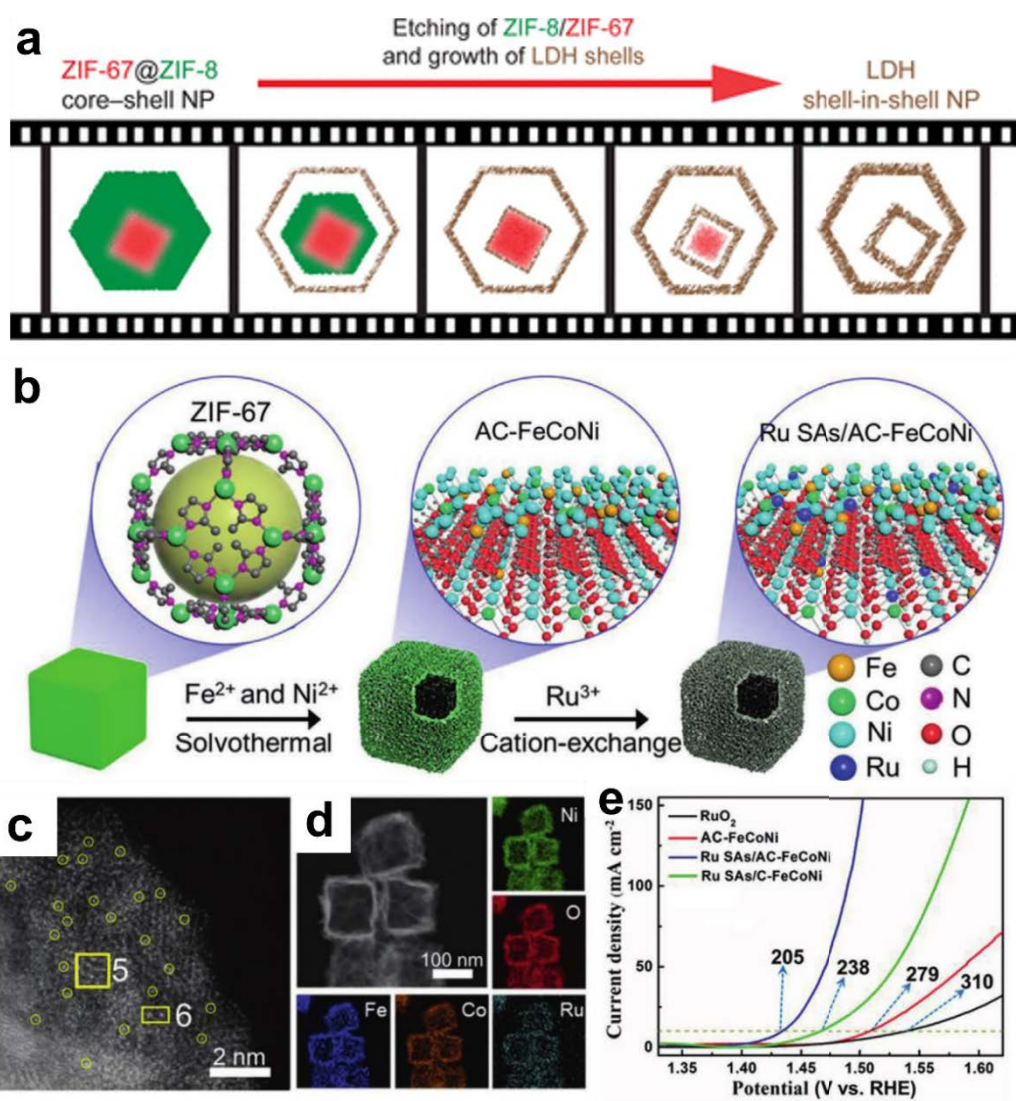 a
Etching of ZIF-8/ZIF-67
and growth of LDH shells
ZIF-67@ZIF-8
core–shell NP
LDH
shell-in-shell NP
b
ZIF-67
AC-FeCoNi
Ru SAs/AC-FeCoNi
Fe²⁺ and Ni²⁺
Solvothermal
Ru³⁺
Cation-exchange
Fe
Co
Ni
Ru
C
N
O
H
c
5
6
2 nm
d
100 nm
Ni
O
Fe
Co
Ru
e
Current density (mA cm⁻²
150
100
50
0
RuO₂
AC-FeCoNi
Ru SAs/AC-FeCoNi
Ru SAs/C-FeCoNi
205
238
279
310
1.35
1.40
1.45
1.50
1.55
1.60
Potential (V vs. RHE)